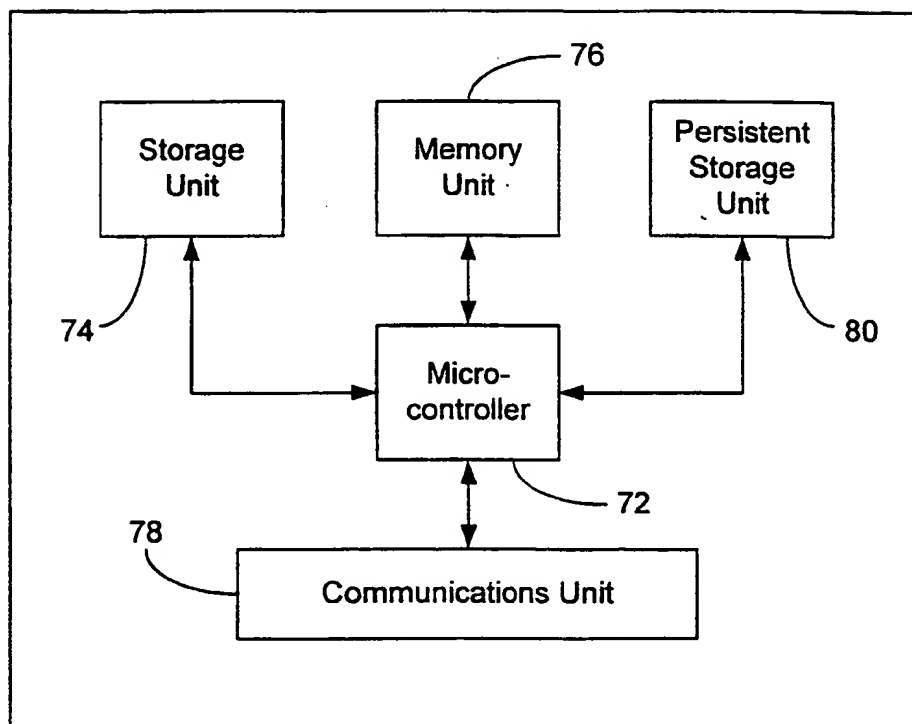 76
Storage
Unit
Memory
Unit
Persistent
Storage
Unit
74
80
Micro-
controller
72
78
Communications Unit